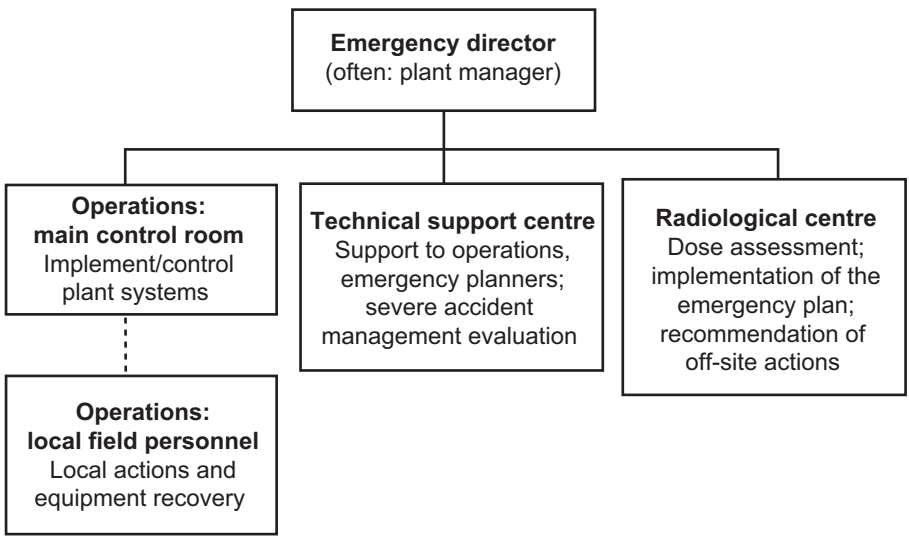 Emergency director
(often: plant manager)
Operations:
main control room
Implement/control
plant systems
Technical support centre
Support to operations,
emergency planners;
severe accident
management evaluation
Radiological centre
Dose assessment;
implementation of the
emergency plan;
recommendation of
off-site actions
Operations:
local field personnel
Local actions and
equipment recovery